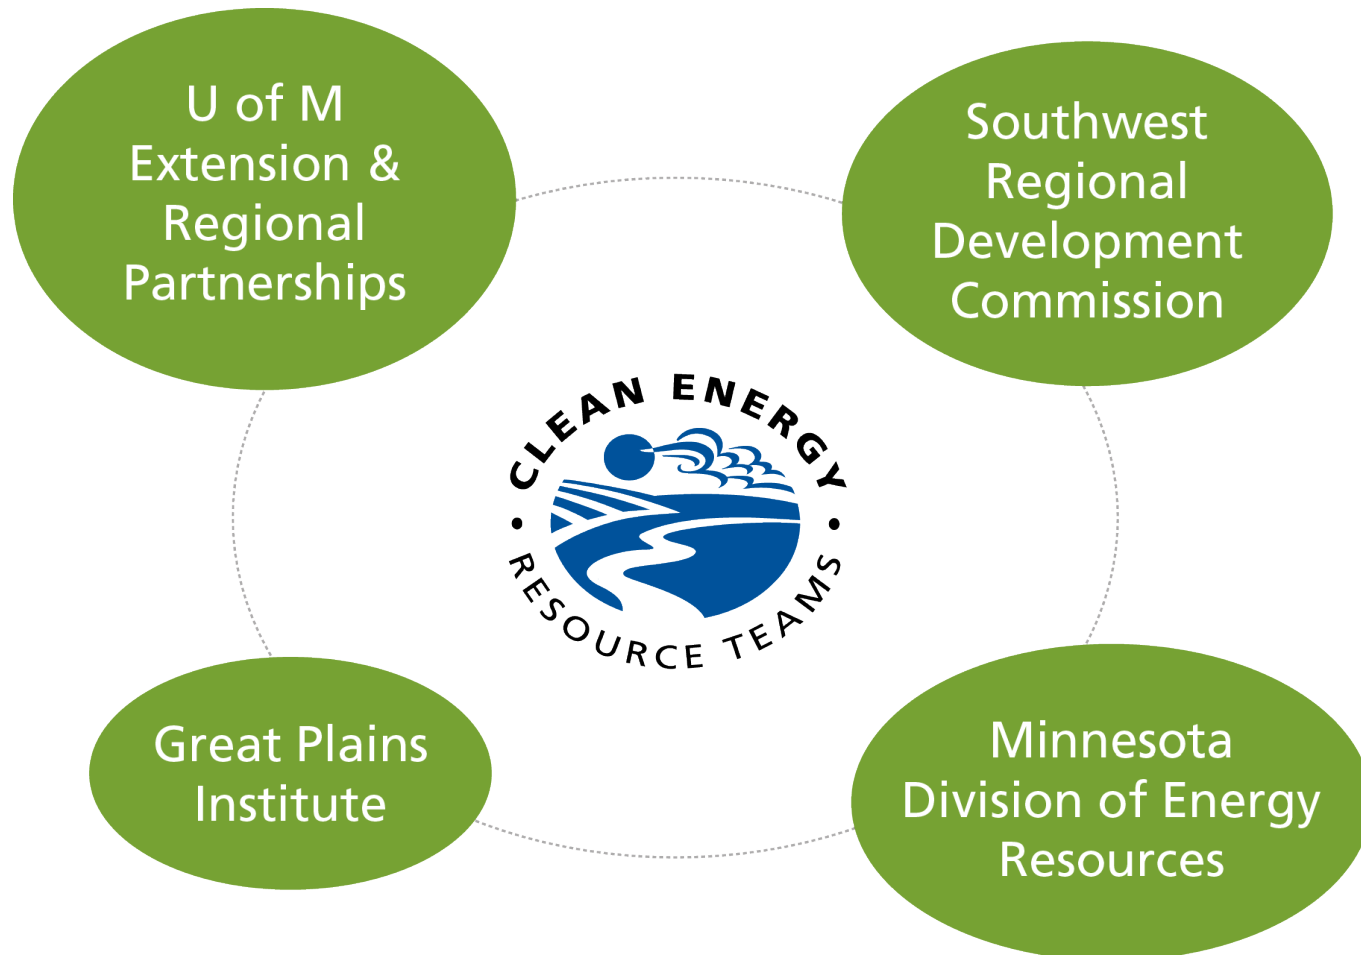 U of M
Extension &
Regional
Partnerships
Southwest
Regional
Development
Commission
CLEAN ENERGY
• RESOURCE TEAMS •
Great Plains
Institute
Minnesota
Division of Energy
Resources